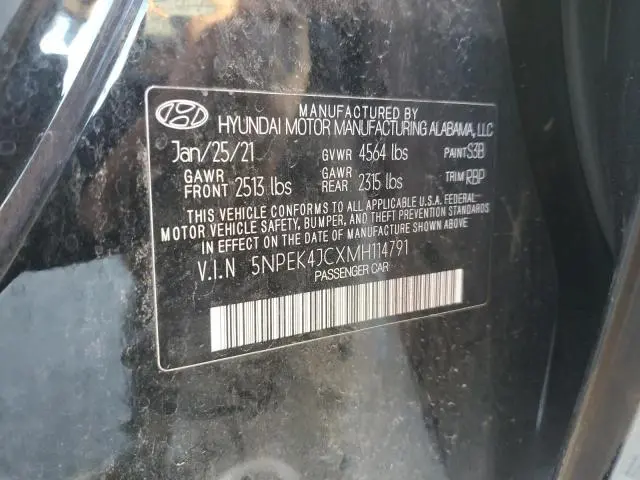 MANUFACTURED BY
HYUNDAI MOTOR MANUFACTURING ALABAMA, LLC
Jan/25/21 GVWR 4564 lbs PAINT S3B
GAWR FRONT 2513 lbs GAWR REAR 2315 lbs TRIM RBP
THIS VEHICLE CONFORMS TO ALL APPLICABLE U.S.A. FEDERAL
MOTOR VEHICLE SAFETY, BUMPER, AND THEFT PREVENTION STANDARDS
IN EFFECT ON THE DATE OF MANUFACTURE SHOWN ABOVE.
V.I.N 5NPEK4JCXMH114791
PASSENGER CAR